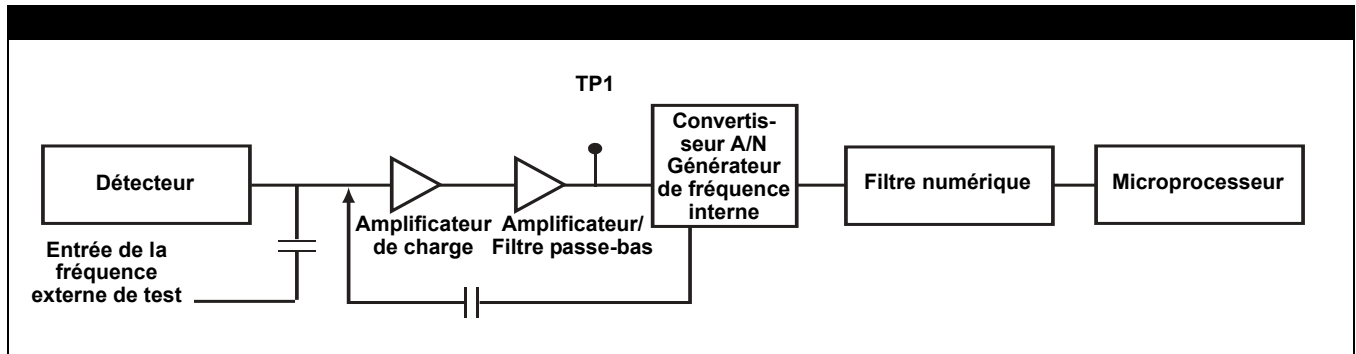 TP1
Convertis-
seur A/N
Générateur
de fréquence
interne
Détecteur
Filtre numérique
Microprocesseur
Amplificateur
de charge
Amplificateur/
Filtre passe-bas
Entrée de la
fréquence
externe de test